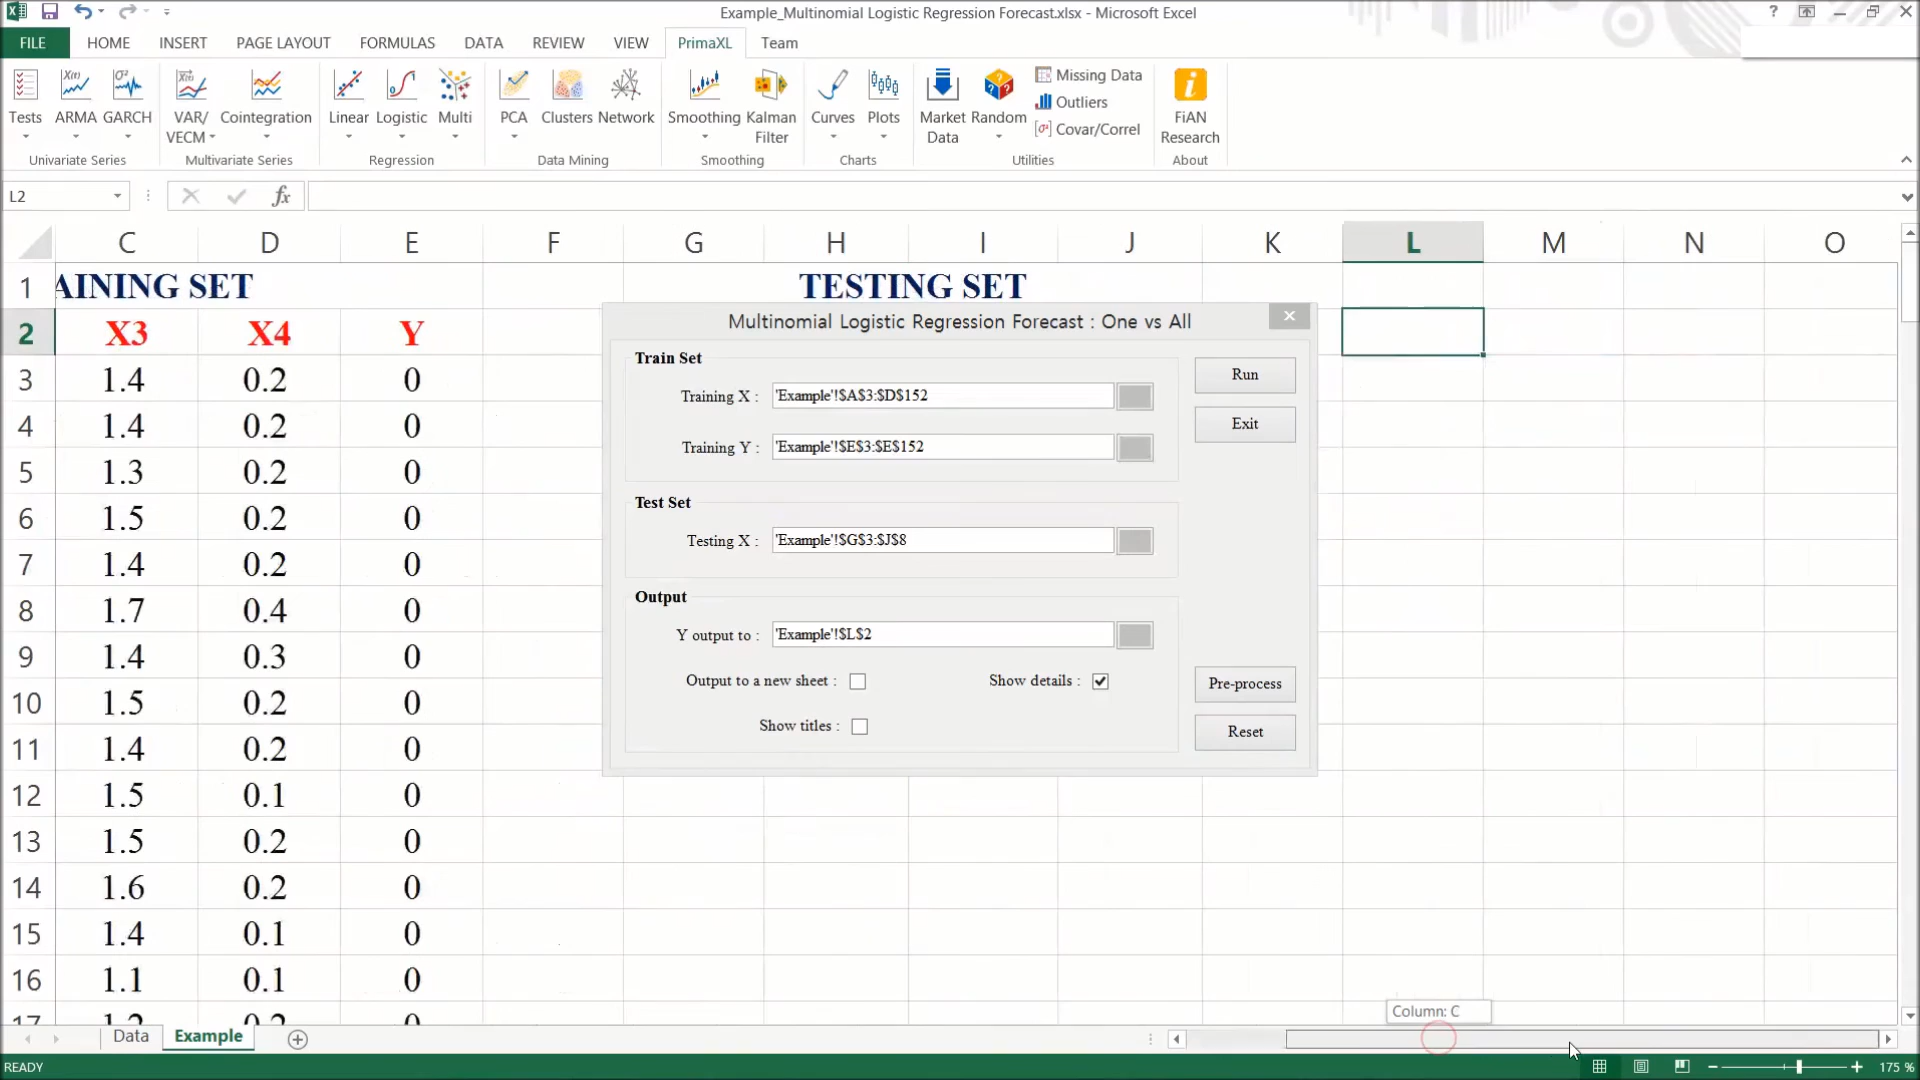 Example_Multinomial Logistic Regression Forecast.xlsx - Microsoft Excel
FILE HOME INSERT PAGE LAYOUT FORMULAS DATA REVIEW VIEW PrimaXL Team
Tests ARMA GARCH VAR/ VECM Cointegration Linear Logistic Multi PCA Clusters Network Smoothing Kalman Filter Curves Plots Market Data Random Missing Data Outliers Covar/Correl FiAN Research
Univariate Series Multivariate Series Regression Data Mining Smoothing Charts Utilities About
L2 fx
C D E F G H I J K L M N O
1 AINING SET TESTING SET
2 X3 X4 Y
3 1.4 0.2 0
4 1.4 0.2 0
5 1.3 0.2 0
6 1.5 0.2 0
7 1.4 0.2 0
8 1.7 0.4 0
9 1.4 0.3 0
10 1.5 0.2 0
11 1.4 0.2 0
12 1.5 0.1 0
13 1.5 0.2 0
14 1.6 0.2 0
15 1.4 0.1 0
16 1.1 0.1 0
17 1.2 0.2 0
Multinomial Logistic Regression Forecast : One vs All
Train Set
Training X : 'Example'!$A$3:$D$152 Run
Training Y : 'Example'!$E$3:$E$152 Exit
Test Set
Testing X : 'Example'!$G$3:$J$8
Output
Y output to : 'Example'!$L$2
Output to a new sheet : Show details : Pre-process
Show titles : Reset
Column: C
Data Example
READY 175 %